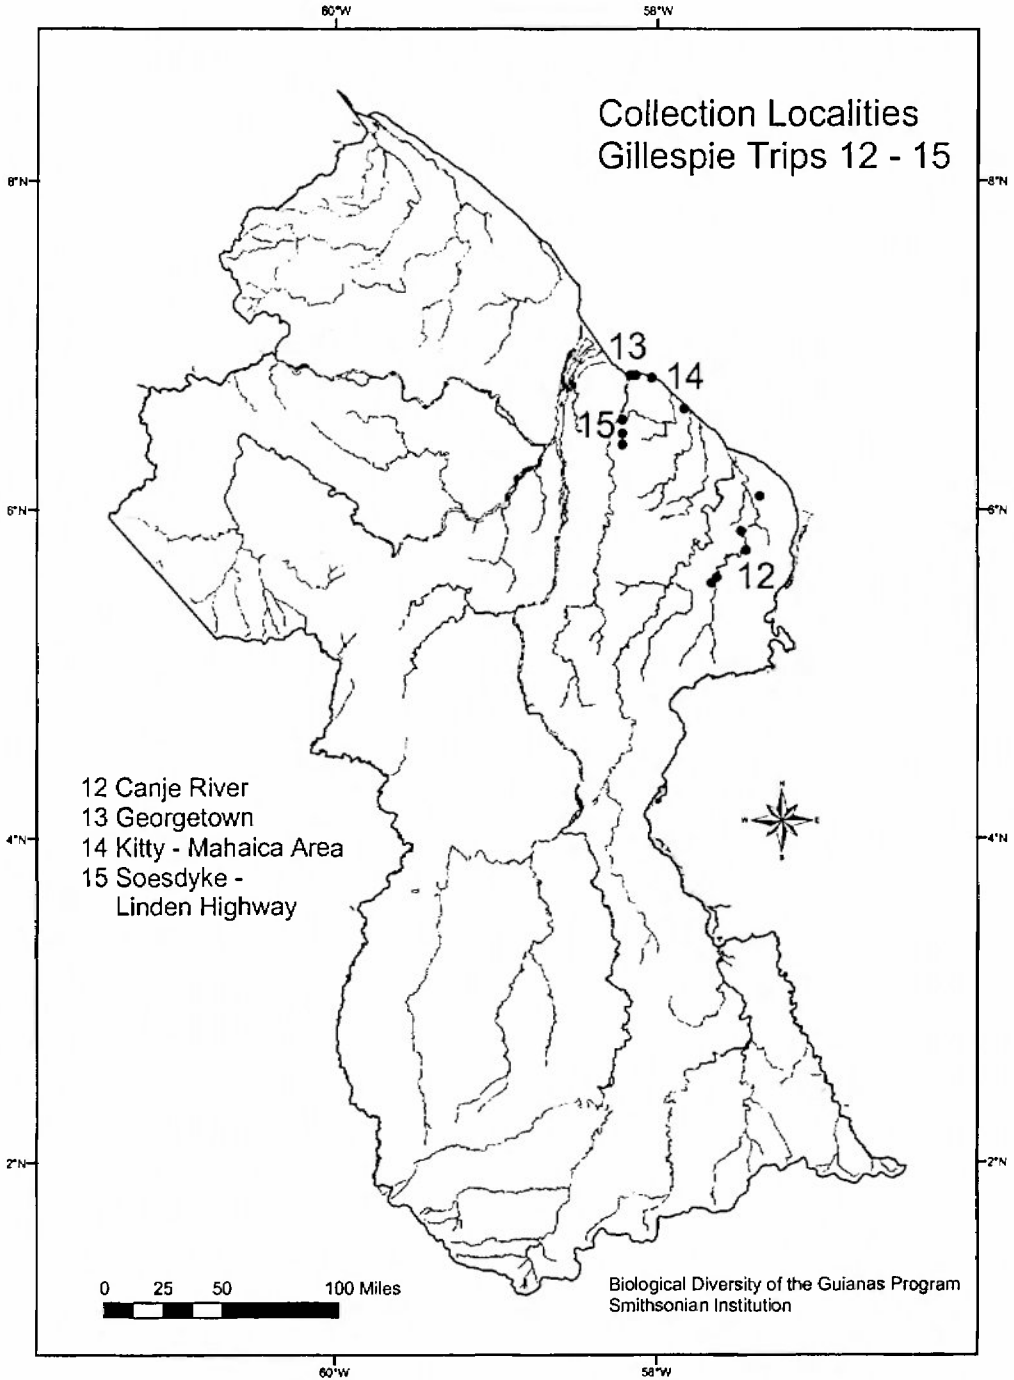 60°W 58°W
Collection Localities
Gillespie Trips 12 - 15
8°N 8°N
13
14
15
6°N 6°N
12
12 Canje River
13 Georgetown
14 Kitty - Mahaica Area
15 Soesdyke -
Linden Highway
N
W E
S
4°N 4°N
2°N 2°N
0 25 50 100 Miles
Biological Diversity of the Guianas Program
Smithsonian Institution
60°W 58°W